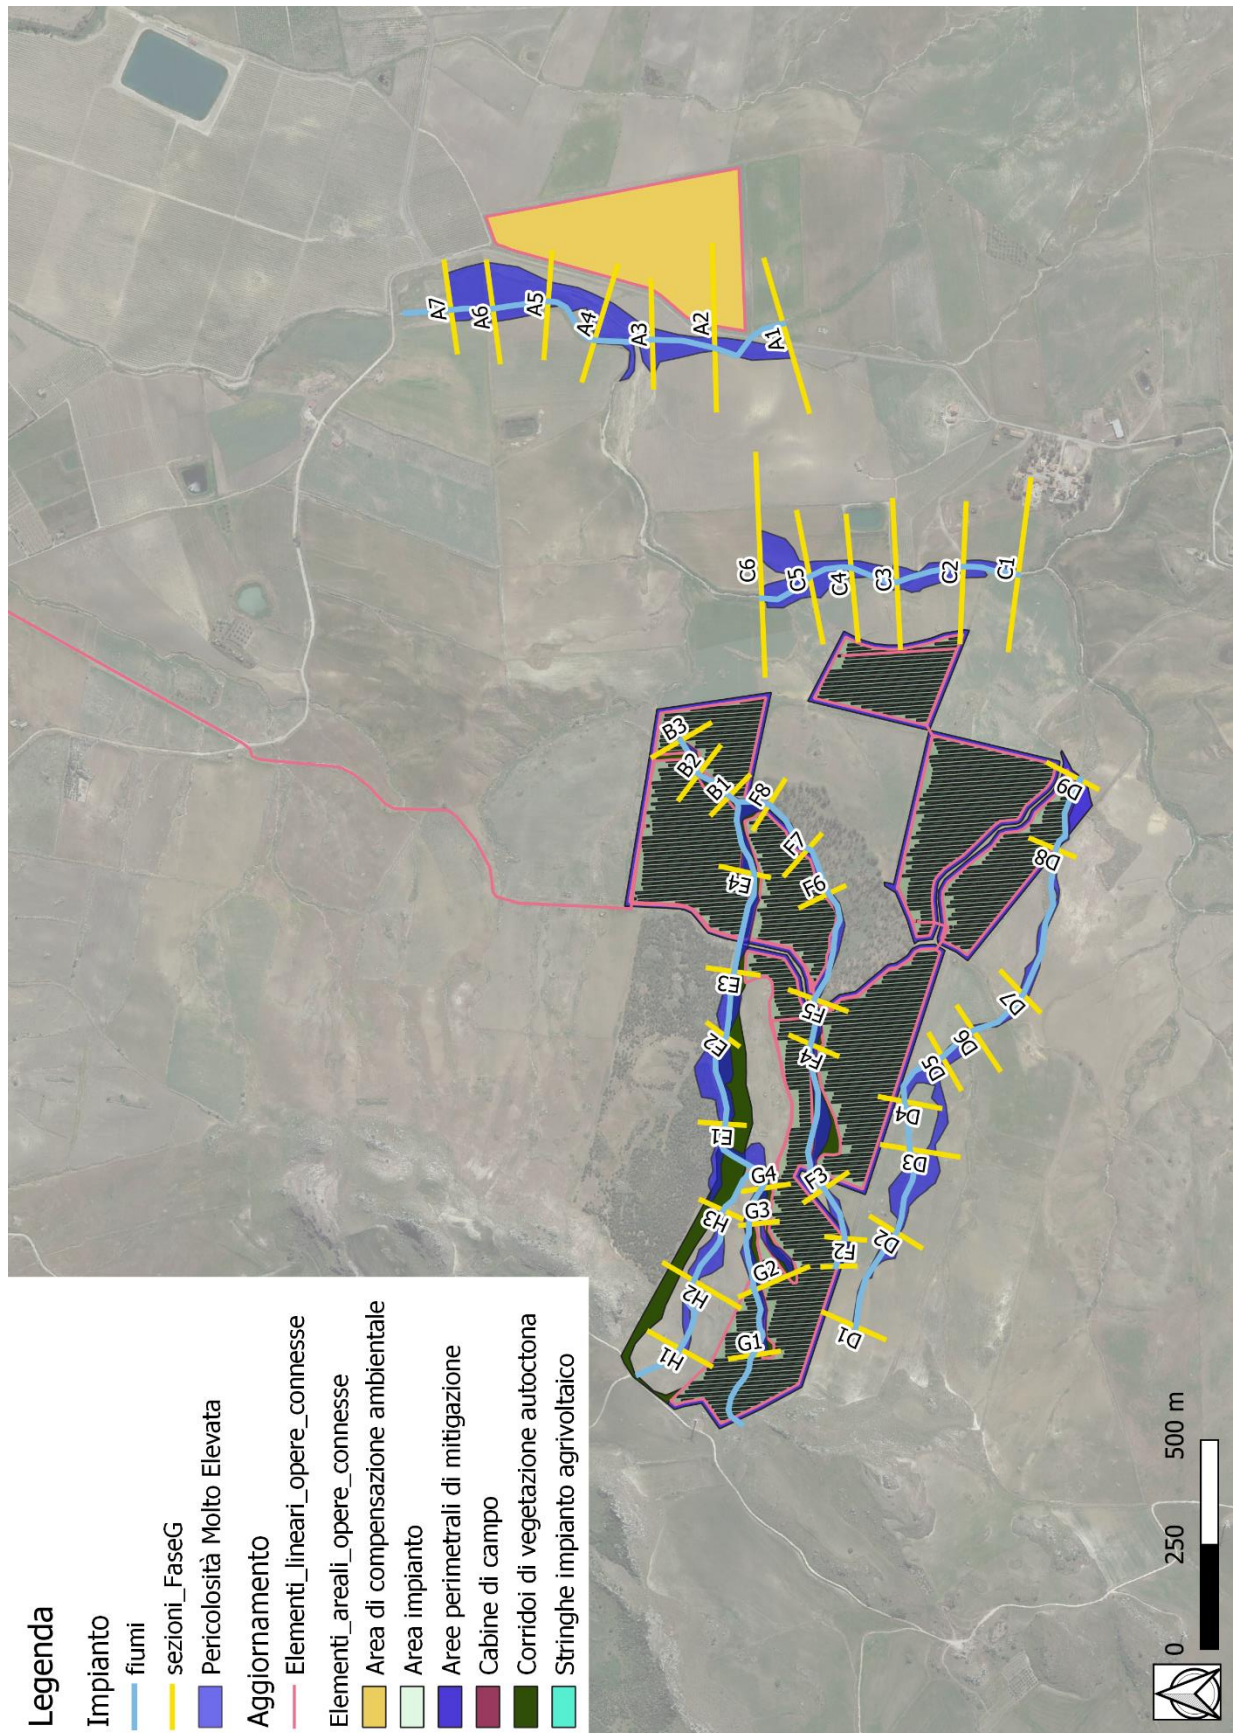 Legenda
Impianto
fiumi
sezioni_FaseG
Pericolosità Molto Elevata
Aggiornamento
Elementi_lineari_opere_connesse
Elementi_areali_opere_connesse
Area di compensazione ambientale
Area impianto
Aree perimetrali di mitigazione
Cabine di campo
Corridoi di vegetazione autoctona
Stringhe impianto agrivoltaico
A7
A6
A5
A4
A3
A2
A1
C6
C5
C4
C3
C2
C1
B3
B2
B1
F8
F7
F6
F5
F4
F3
F2
E4
E3
E2
E1
G4
G3
G2
G1
H3
H2
H1
D9
D8
D7
D6
D5
D4
D3
D2
D1
0 250 500 m